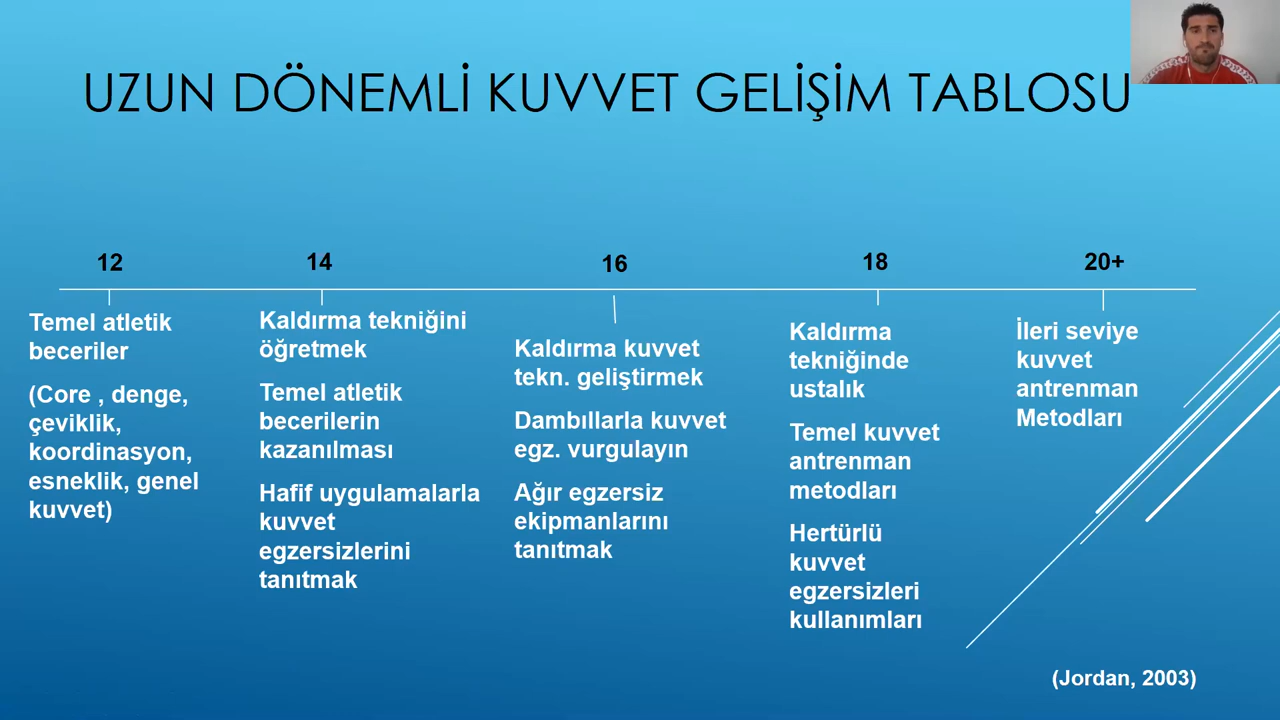 UZUN DÖNEMLİ KUVVET GELİŞİM TABLOSU
12
Temel atletik
beceriler
(Core , denge,
çeviklik,
koordinasyon,
esneklik, genel
kuvvet)
14
Kaldırma tekniğini
öğretmek
Temel atletik
becerilerin
kazanılması
Hafif uygulamalarla
kuvvet
egzersizlerini
tanıtmak
16
Kaldırma kuvvet
tekn. geliştirmek
Dambıllarla kuvvet
egz. vurgulayın
Ağır egzersiz
ekipmanlarını
tanıtmak
18
Kaldırma
tekniğinde
ustalık
Temel kuvvet
antrenman
metodları
Hertürlü
kuvvet
egzersizleri
kullanımları
20+
İleri seviye
kuvvet
antrenman
Metodları
(Jordan, 2003)